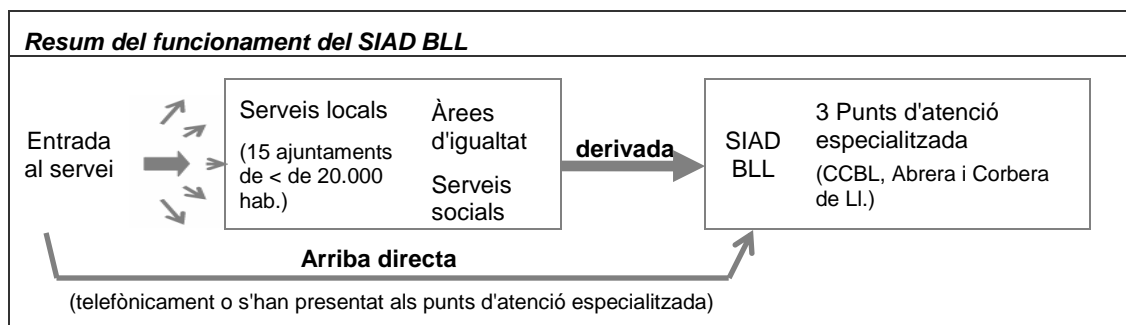 Resum del funcionament del SIAD BLL
Entrada
al servei
Serveis locals
(15 ajuntaments
de < de 20.000
hab.)
Àrees
d'igualtat
Serveis
socials
derivada
SIAD
BLL
3 Punts d'atenció
especialitzada
(CCBL, Abrera i Corbera
de Ll.)
Arriba directa
(telefònicament o s'han presentat als punts d'atenció especialitzada)